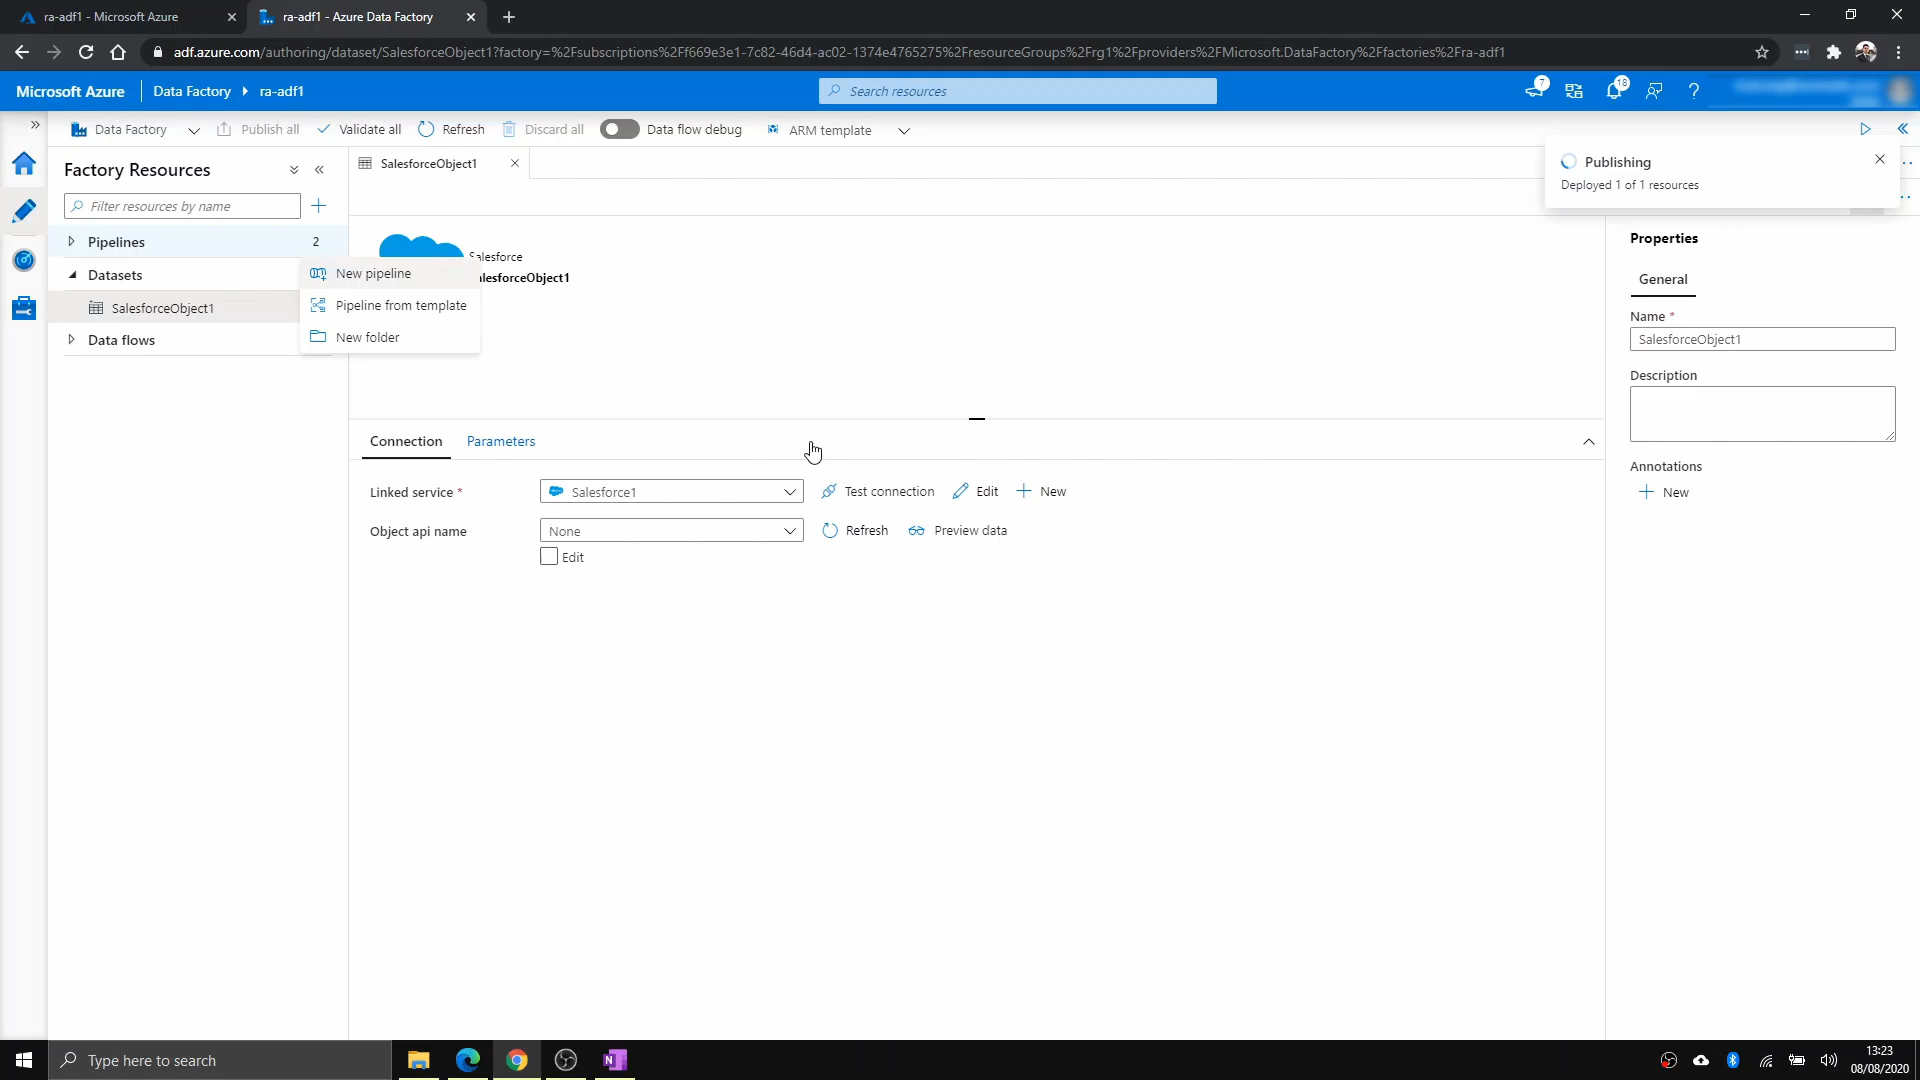 ra-adf1 - Microsoft Azure
ra-adf1 - Azure Data Factory
adf.azure.com/authoring/dataset/SalesforceObject1?factory=%2Fsubscriptions%2Ff669e3e1-7c82-46d4-ac02-1374e4765275%2FresourceGroups%2Frg1%2Fproviders%2FMicrosoft.DataFactory%2Ffactories%2Fra-adf1
Microsoft Azure
Data Factory
ra-adf1
Search resources
7
18
Data Factory
Publish all
Validate all
Refresh
Discard all
Data flow debug
ARM template
Factory Resources
Filter resources by name
Pipelines
2
Datasets
SalesforceObject1
Data flows
New pipeline
Pipeline from template
New folder
SalesforceObject1
Salesforce
lesforceObject1
Publishing
Deployed 1 of 1 resources
Connection
Parameters
Linked service *
Salesforce1
Test connection
Edit
New
Object api name
None
Refresh
Preview data
Edit
Properties
General
Name *
SalesforceObject1
Description
Annotations
New
Type here to search
13:23
08/08/2020